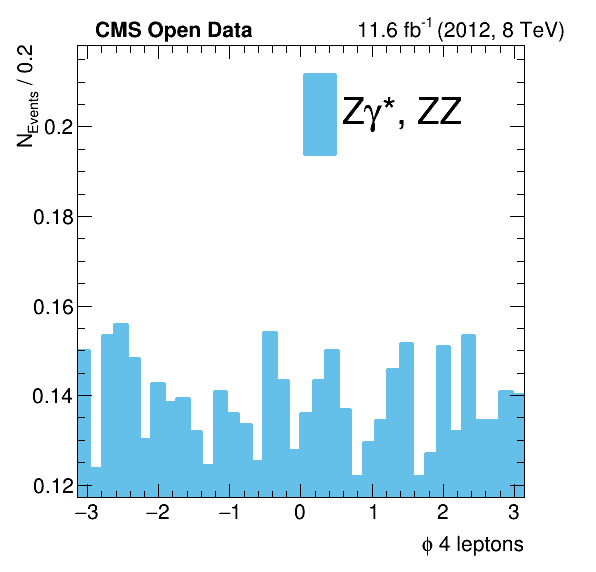 CMS Open Data
11.6 fb⁻¹ (2012, 8 TeV)
N_Events / 0.2
Zγ*, ZZ
0.2
0.18
0.16
0.14
0.12
−3 −2 −1 0 1 2 3
ϕ 4 leptons